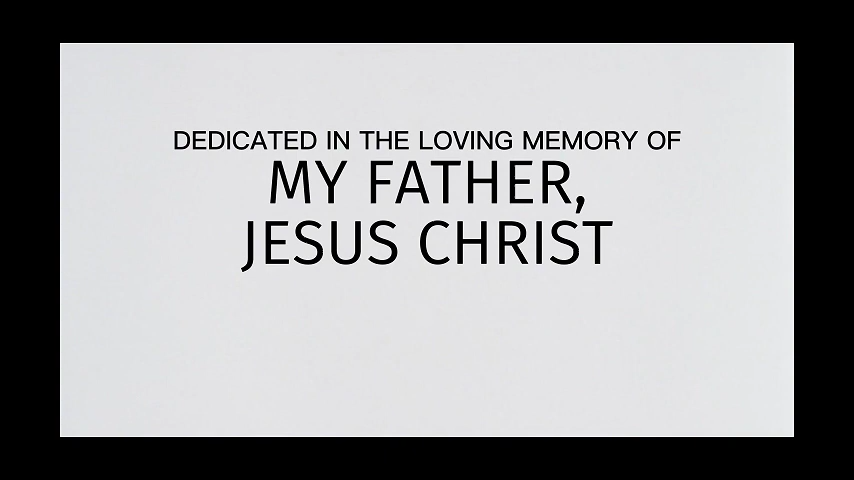 DEDICATED IN THE LOVING MEMORY OF
MY FATHER,
JESUS CHRIST